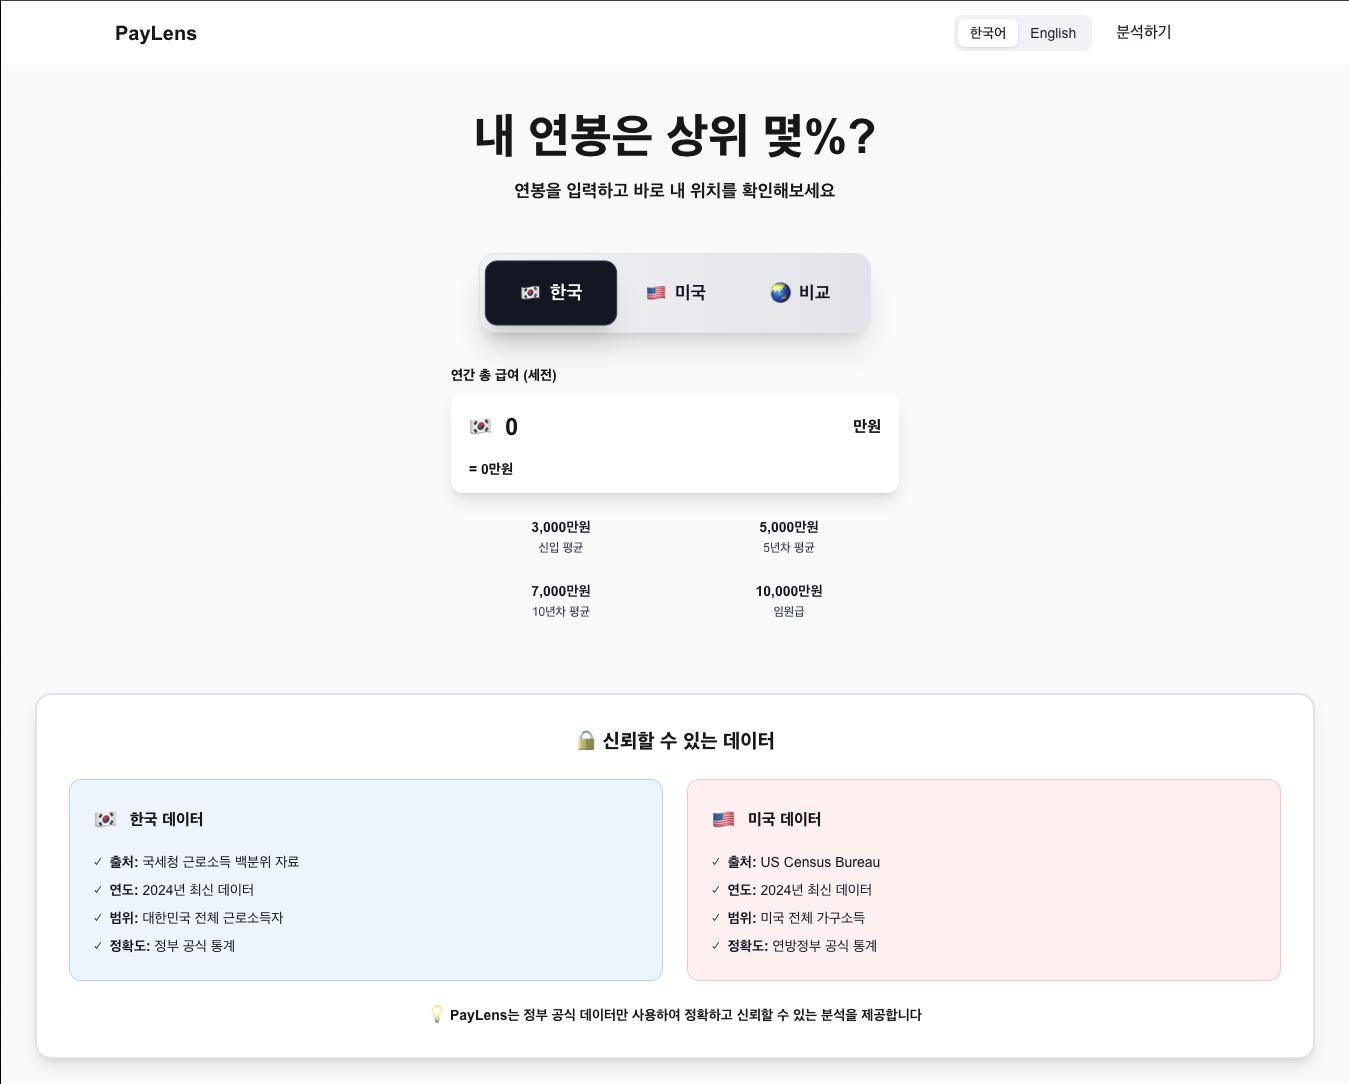 PayLens
한국어 English 분석하기
내 연봉은 상위 몇%?
연봉을 입력하고 바로 내 위치를 확인해보세요
한국 미국 비교
연간 총 급여 (세전)
0 만원
= 0만원
3,000만원 5,000만원
신입 평균 5년차 평균
7,000만원 10,000만원
10년차 평균 임원급
신뢰할 수 있는 데이터
한국 데이터
✓ 출처: 국세청 근로소득 백분위 자료
✓ 연도: 2024년 최신 데이터
✓ 범위: 대한민국 전체 근로소득자
✓ 정확도: 정부 공식 통계
미국 데이터
✓ 출처: US Census Bureau
✓ 연도: 2024년 최신 데이터
✓ 범위: 미국 전체 가구소득
✓ 정확도: 연방정부 공식 통계
PayLens는 정부 공식 데이터만 사용하여 정확하고 신뢰할 수 있는 분석을 제공합니다